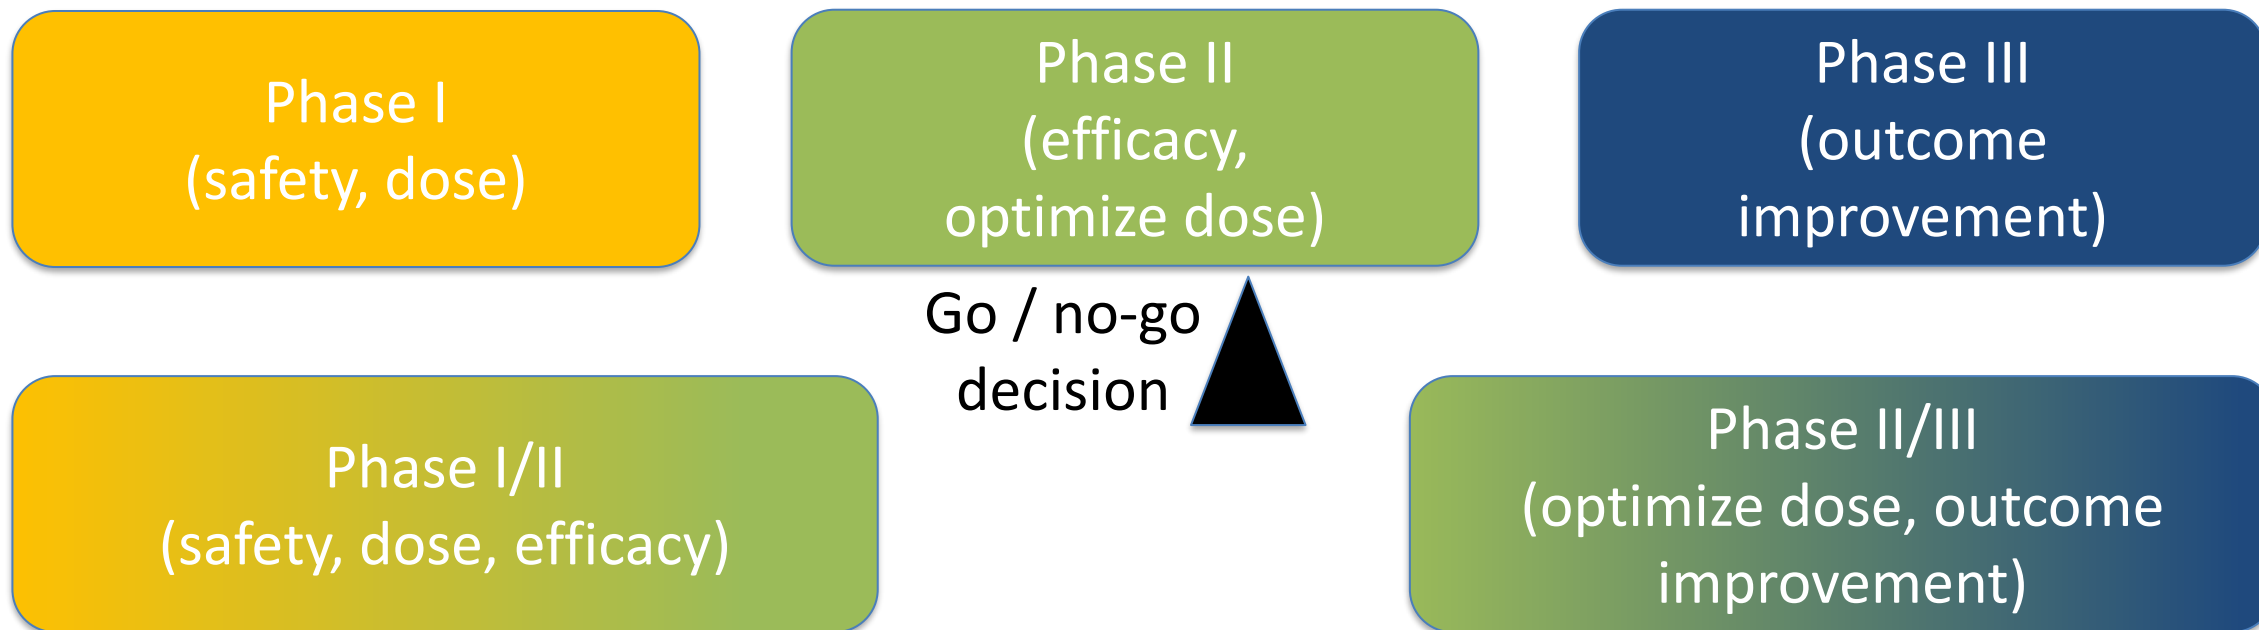 Phase I
(safety, dose)
Phase II
(efficacy,
optimize dose)
Phase III
(outcome
improvement)
Go / no-go
decision
Phase I/II
(safety, dose, efficacy)
Phase II/III
(optimize dose, outcome
improvement)